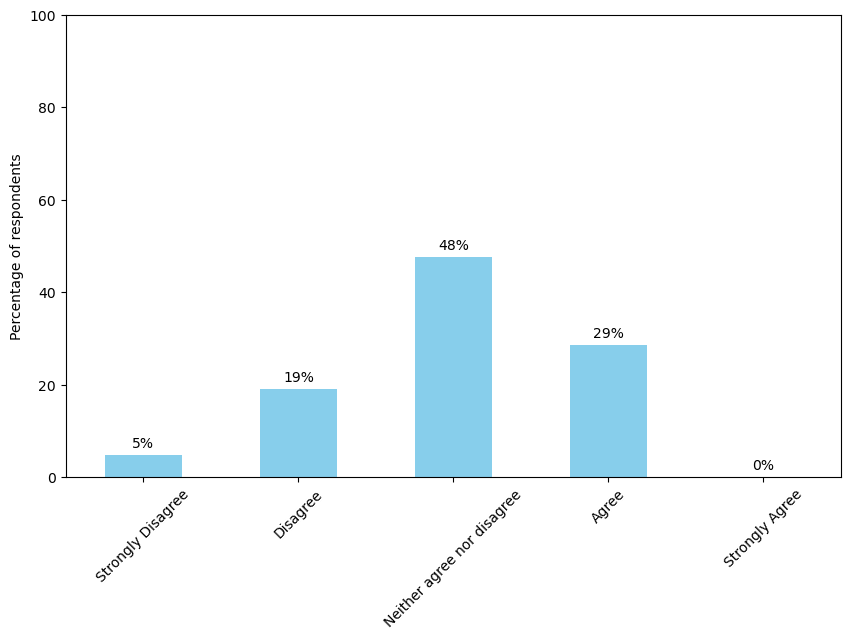 Percentage of respondents
100
80
60
40
20
0
5%
19%
48%
29%
0%
Strongly Disagree
Disagree
Neither agree nor disagree
Agree
Strongly Agree